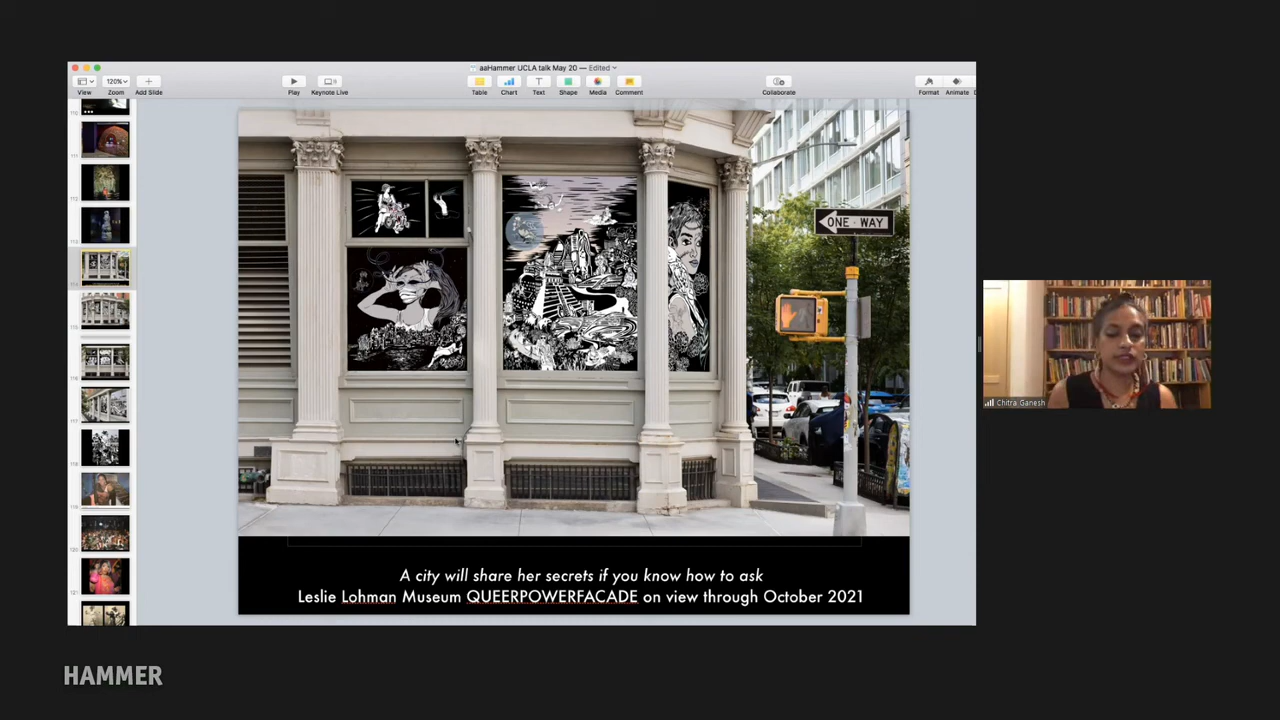 aaHammer UCLA talk May 20 — Edited
120%
View
Zoom
Add Slide
Play
Keynote Live
Table
Chart
Text
Shape
Media
Comment
Collaborate
Format
Animate
ONE WAY
A city will share her secrets if you know how to ask
Leslie Lohman Museum QUEERPOWERFACADE on view through October 2021
Chitra Ganesh
HAMMER